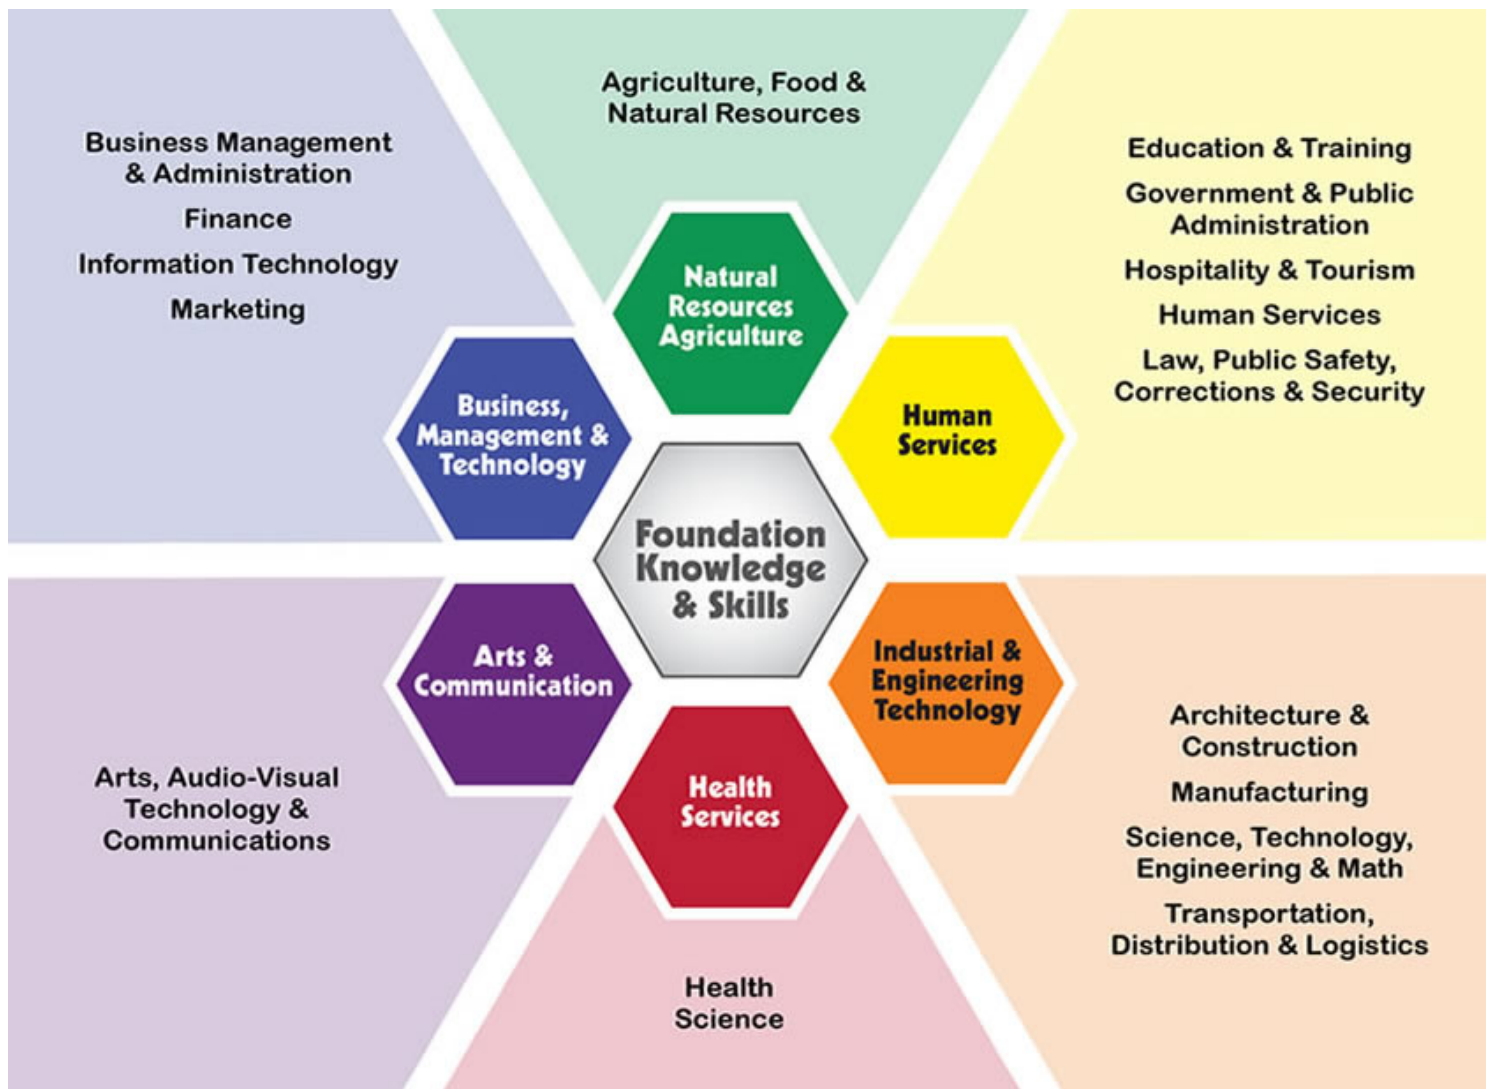 Agriculture, Food &
Natural Resources
Business Management
& Administration
Finance
Information Technology
Marketing
Education & Training
Government & Public
Administration
Hospitality & Tourism
Human Services
Law, Public Safety,
Corrections & Security
Natural
Resources
Agriculture
Business,
Management &
Technology
Human
Services
Foundation
Knowledge
& Skills
Arts &
Communication
Industrial &
Engineering
Technology
Health
Services
Arts, Audio-Visual
Technology &
Communications
Architecture &
Construction
Manufacturing
Science, Technology,
Engineering & Math
Transportation,
Distribution & Logistics
Health
Science